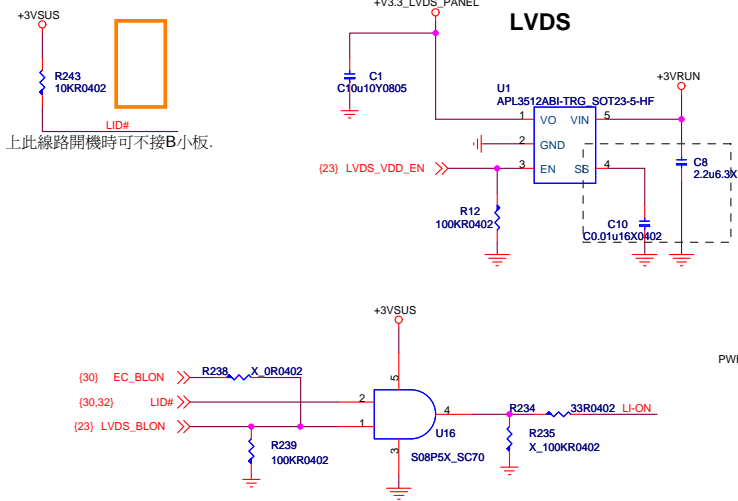 +3VSUS
R243
10KR0402
LID#
上此線路開機時可不接B小板.
+V3.3_LVDS_PANEL
LVDS
C1
C10u10Y0805
U1
APL3512ABI-TRG_SOT23-5-HF
+3VRUN
1 VO VIN 5
2 GND
3 EN SS 4
{23} LVDS_VDD_EN
C8
2.2u6.3X
R12
100KR0402
C10
C0.01u16X0402
+3VSUS
{30} EC_BLON
R238 X_0R0402
5
{30,32} LID#
2
{23} LVDS_BLON
1
4
R234 33R0402 LI-ON
U16
R235
X_100KR0402
R239
100KR0402
3
S08P5X_SC70